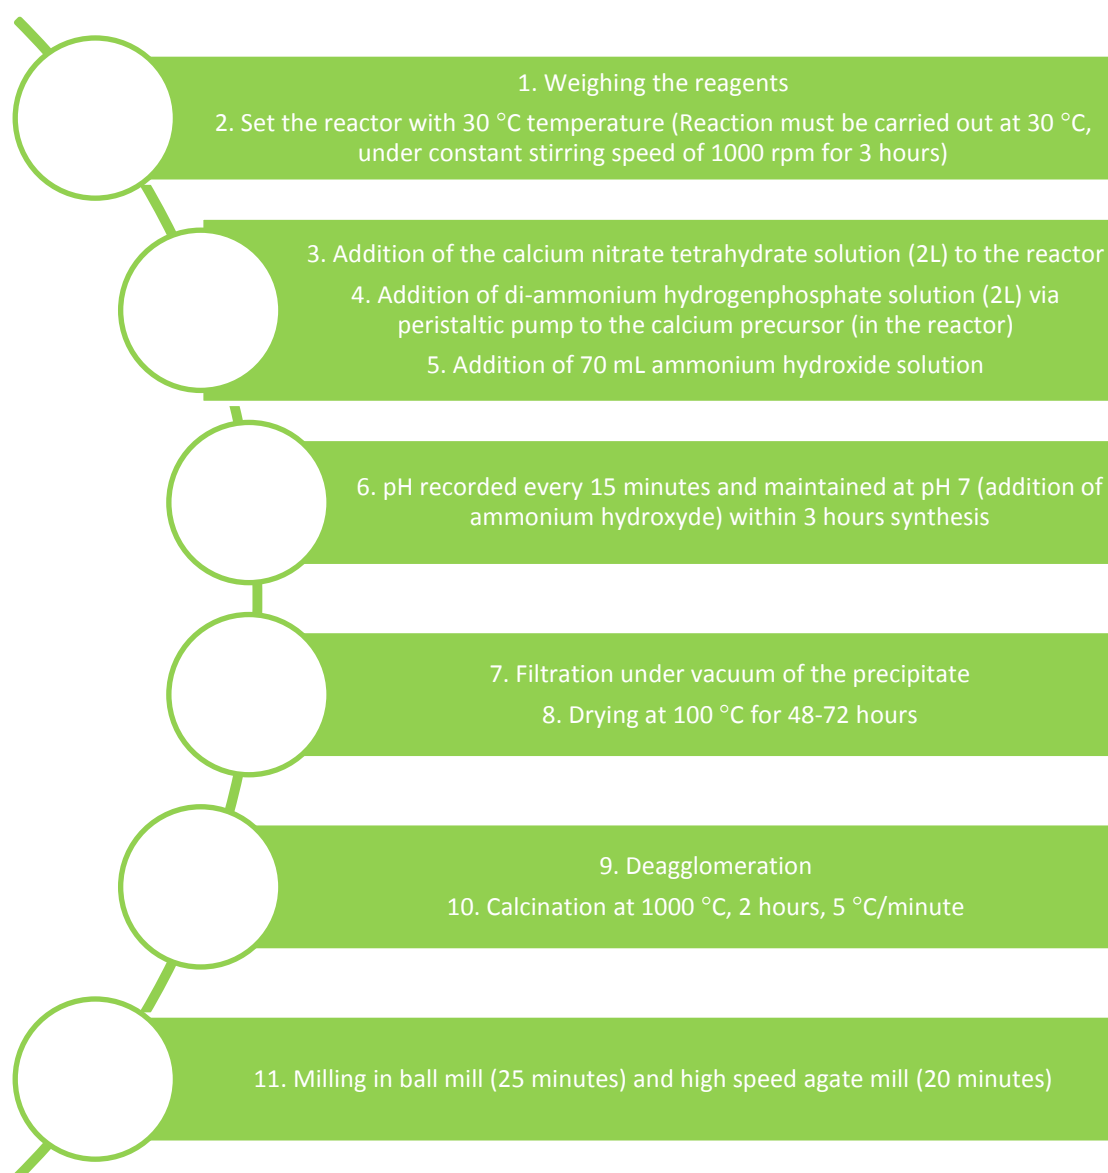 1. Weighing the reagents
2. Set the reactor with 30 °C temperature (Reaction must be carried out at 30 °C,
under constant stirring speed of 1000 rpm for 3 hours)
3. Addition of the calcium nitrate tetrahydrate solution (2L) to the reactor
4. Addition of di-ammonium hydrogenphosphate solution (2L) via
peristaltic pump to the calcium precursor (in the reactor)
5. Addition of 70 mL ammonium hydroxide solution
6. pH recorded every 15 minutes and maintained at pH 7 (addition of
ammonium hydroxyde) within 3 hours synthesis
7. Filtration under vacuum of the precipitate
8. Drying at 100 °C for 48-72 hours
9. Deagglomeration
10. Calcination at 1000 °C, 2 hours, 5 °C/minute
11. Milling in ball mill (25 minutes) and high speed agate mill (20 minutes)